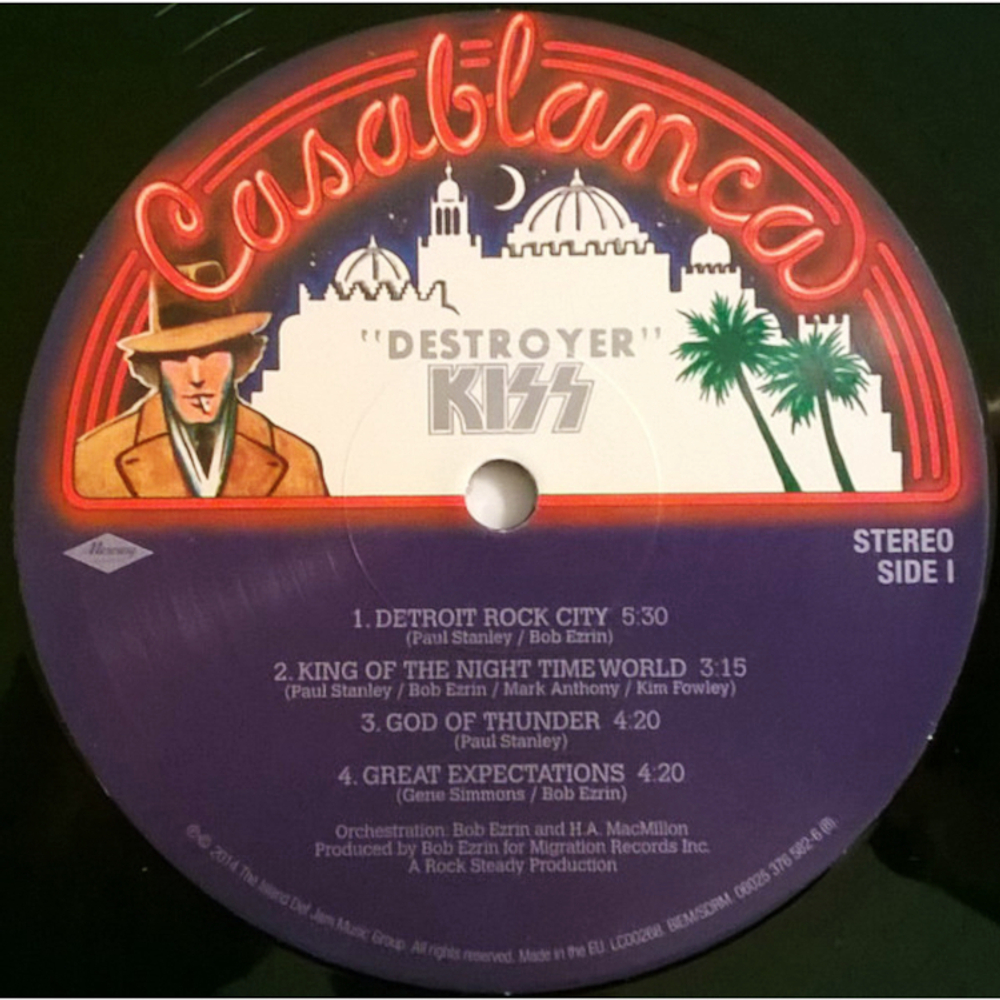 Casablanca
"DESTROYER"
KISS
Mercury
STEREO
SIDE I
1. DETROIT ROCK CITY 5:30
(Paul Stanley / Bob Ezrin)
2. KING OF THE NIGHT TIME WORLD 3:15
(Paul Stanley / Bob Ezrin / Mark Anthony / Kim Fowley)
3. GOD OF THUNDER 4:20
(Paul Stanley)
4. GREAT EXPECTATIONS 4:20
(Gene Simmons / Bob Ezrin)
Orchestration: Bob Ezrin and H.A. MacMillon
Produced by Bob Ezrin for Migration Records Inc.
A Rock Steady Production
℗© 2014 The Island Def Jam Music Group. All rights reserved. Made in the EU. LC00268. BIEM/SDRM. 06025 376 582-6 (6).